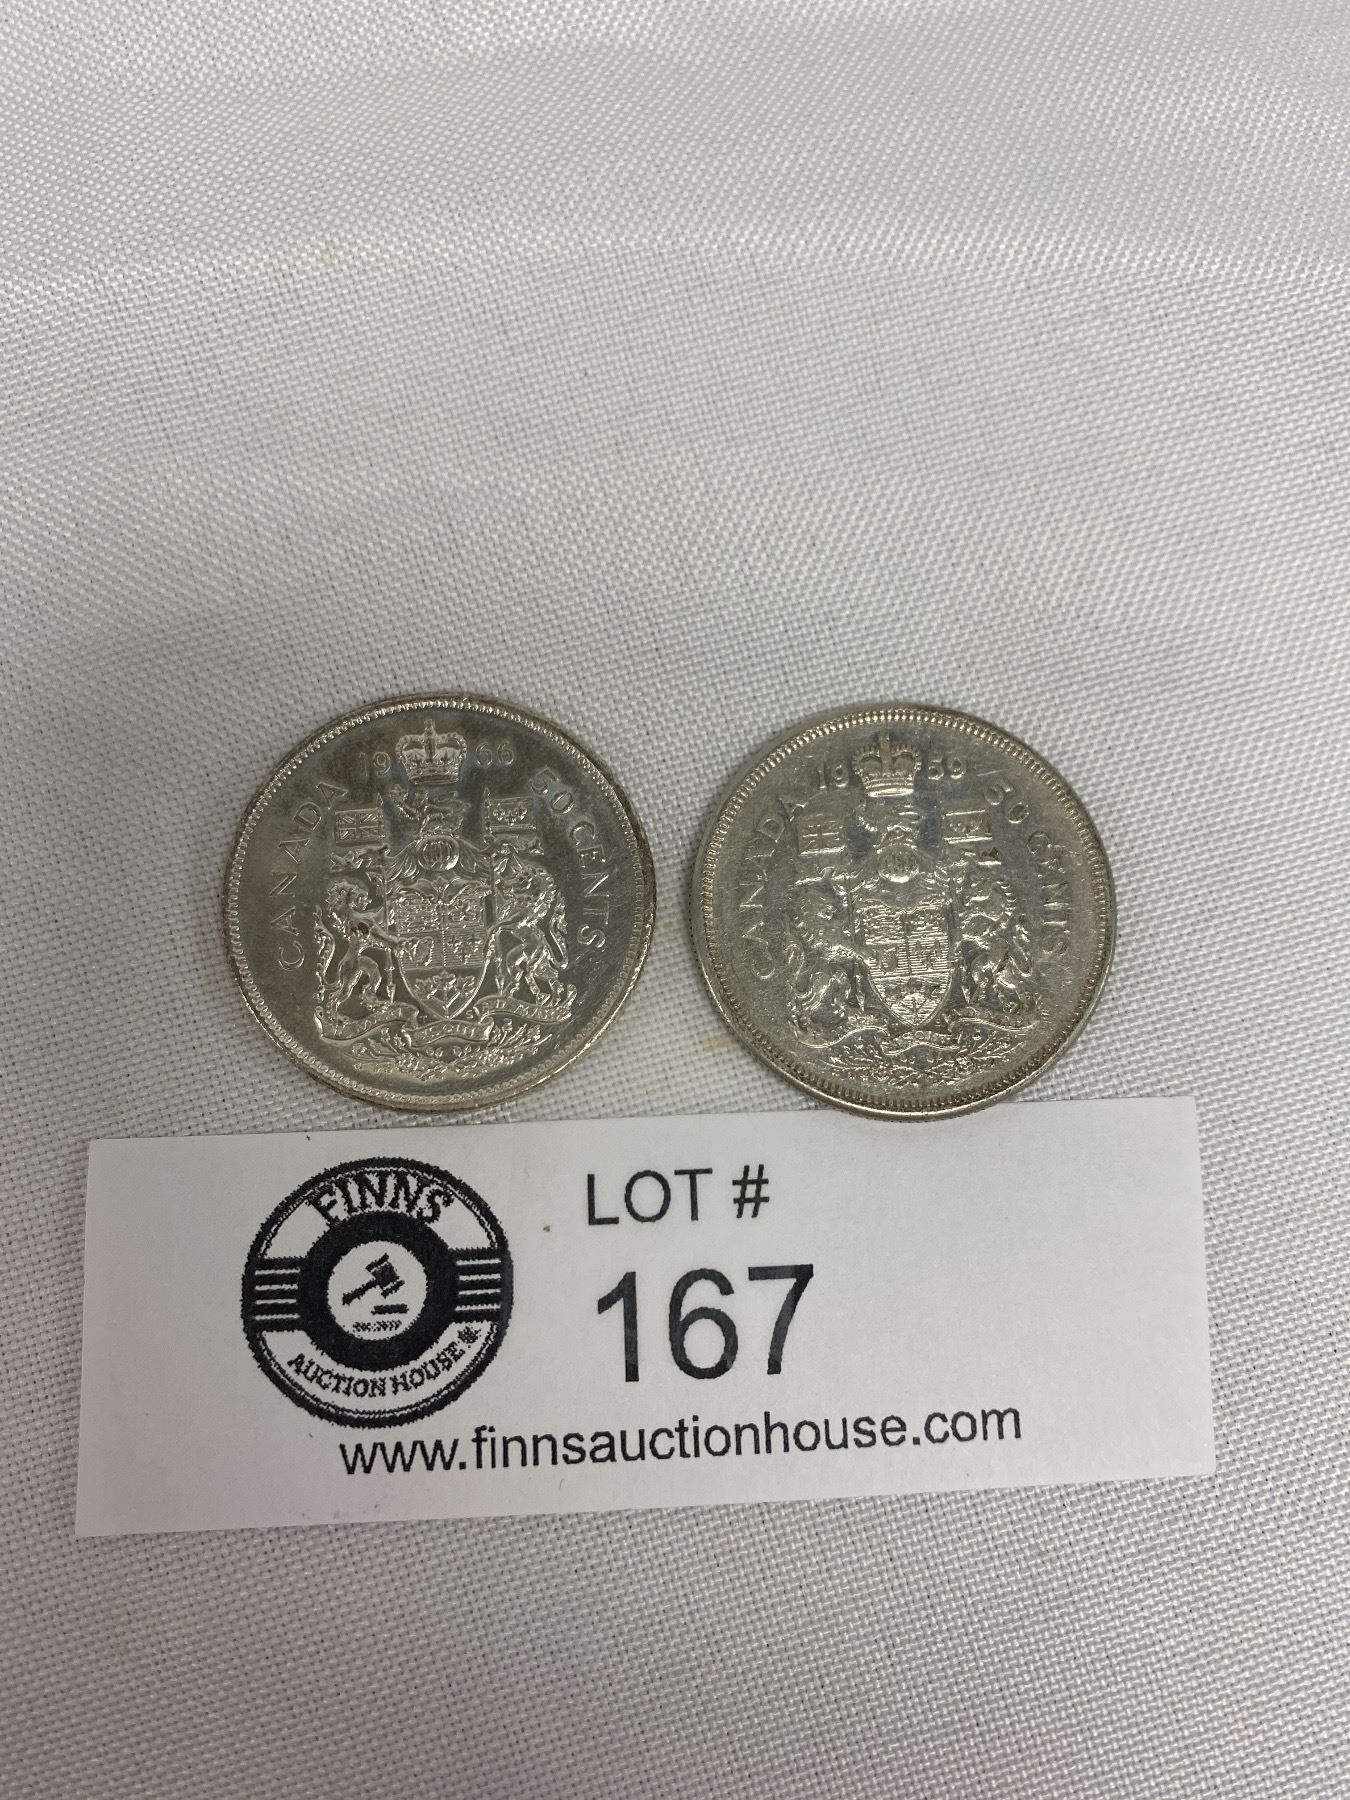 1966
CANADA
50 CENTS
1959
CANADA
50 CENTS
FINNS
AUCTION HOUSE
LOT #
167
www.finnsauctionhouse.com